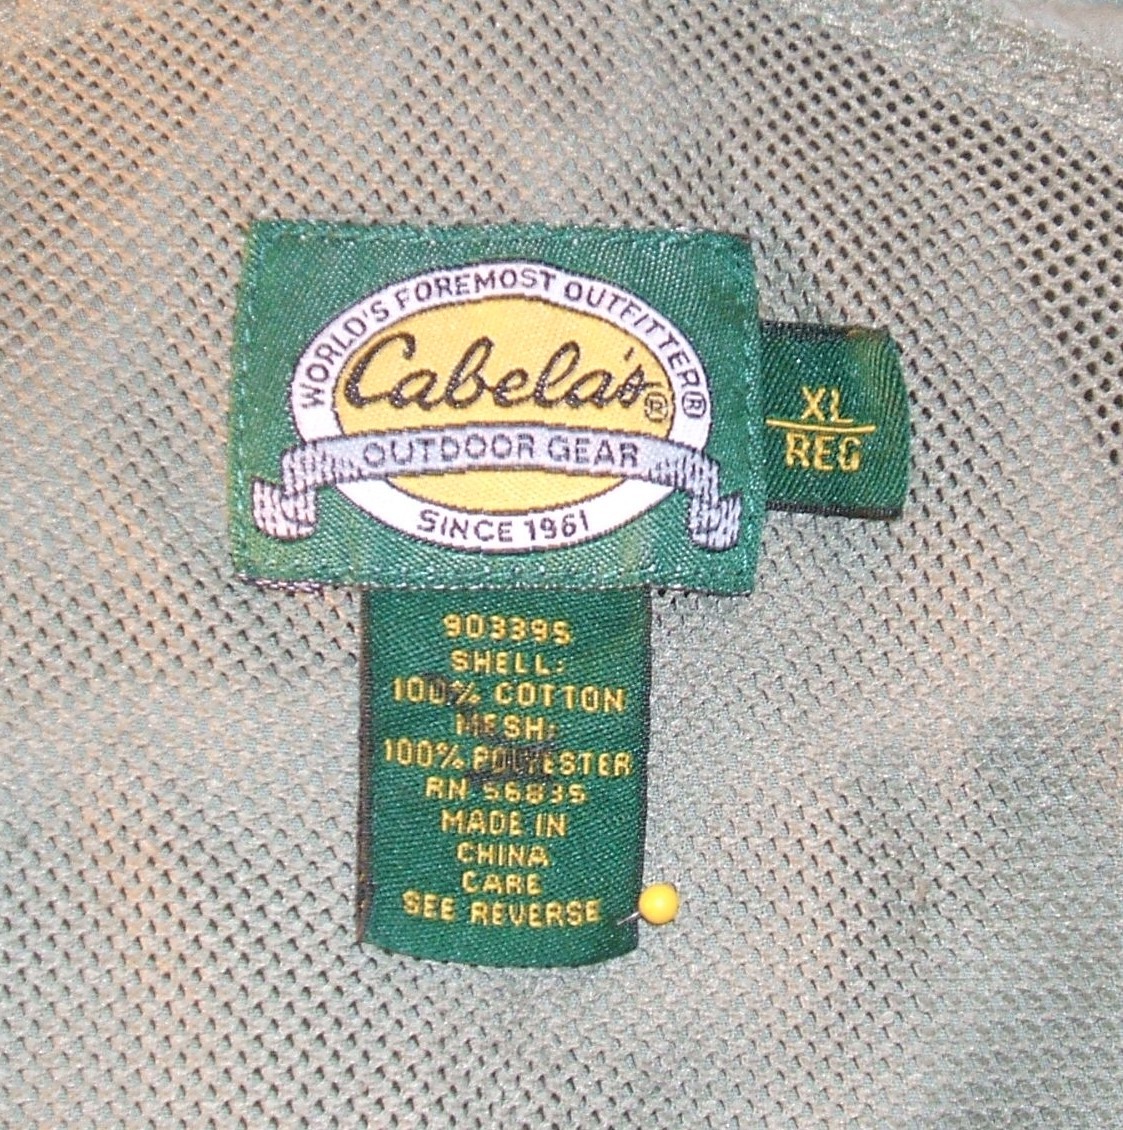 WORLD'S FOREMOST OUTFITTER®
Cabela's®
OUTDOOR GEAR
SINCE 1961
XL
REG
90339S
SHELL:
100% COTTON
MESH:
100% POLYESTER
RN 56835
MADE IN
CHINA
CARE
SEE REVERSE